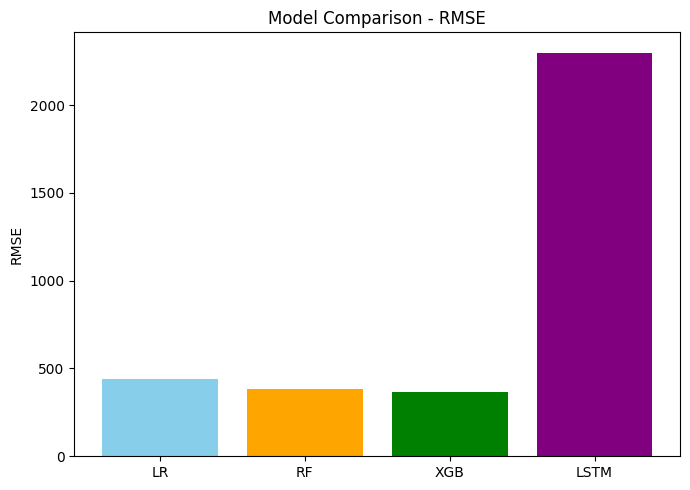 Model Comparison - RMSE
RMSE
2000
1500
1000
500
0
LR
RF
XGB
LSTM